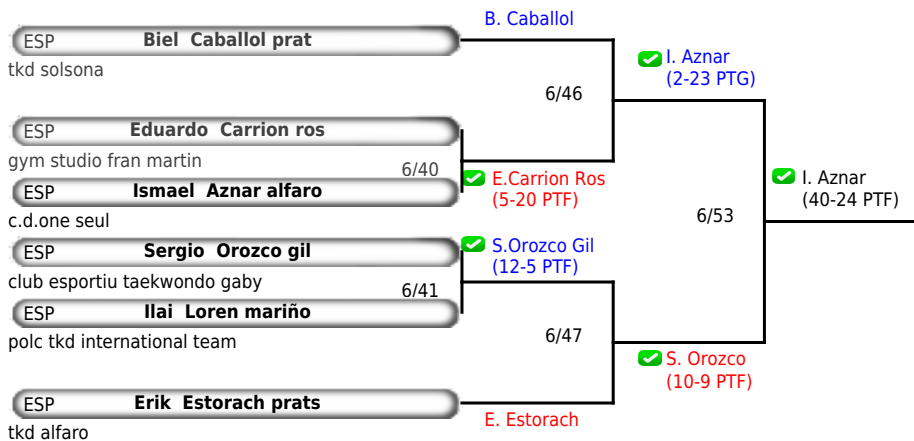 B. Caballol
ESP Biel Caballol prat
tkd solsona
I. Aznar
(2-23 PTG)
6/46
ESP Eduardo Carrion ros
gym studio fran martin
6/40
E.Carrion Ros
(5-20 PTF)
ESP Ismael Aznar alfaro
c.d.one seul
I. Aznar
(40-24 PTF)
6/53
ESP Sergio Orozco gil
club esportiu taekwondo gaby
S.Orozco Gil
(12-5 PTF)
6/41
ESP Ilai Loren mariño
polc tkd international team
6/47
S. Orozco
(10-9 PTF)
ESP Erik Estorach prats
tkd alfaro
E. Estorach